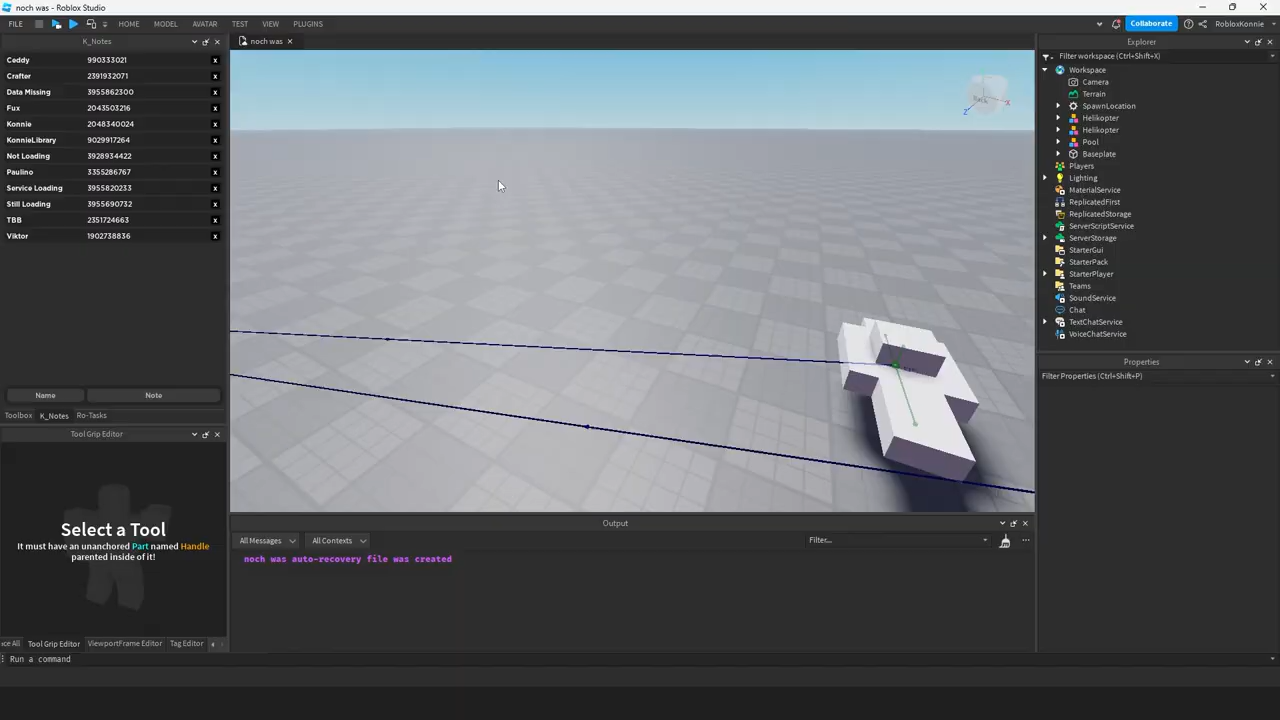 noch was - Roblox Studio
FILE HOME MODEL AVATAR TEST VIEW PLUGINS Collaborate RobloxKonnie
K_Notes
Ceddy 990333021 x
Crafter 2391932071 x
Data Missing 3955862300 x
Fux 2043503216 x
Konnie 2048340024 x
KonnieLibrary 9029917264 x
Not Loading 3928934422 x
Paulino 3355286767 x
Service Loading 3955820233 x
Still Loading 3955690732 x
TBB 2351724663 x
Viktor 1902738836 x
Name Note
Toolbox K_Notes Ro-Tasks
Tool Grip Editor
Select a Tool
It must have an unanchored Part named Handle
parented inside of it!
ce All Tool Grip Editor ViewportFrame Editor Tag Editor
Run a command
noch was
Back
X
Z
Output
All Messages All Contexts Filter...
noch was auto-recovery file was created
Explorer
Filter workspace (Ctrl+Shift+X)
Workspace
Camera
Terrain
SpawnLocation
Helikopter
Helikopter
Pool
Baseplate
Players
Lighting
MaterialService
ReplicatedFirst
ReplicatedStorage
ServerScriptService
ServerStorage
StarterGui
StarterPack
StarterPlayer
Teams
SoundService
Chat
TextChatService
VoiceChatService
Properties
Filter Properties (Ctrl+Shift+P)